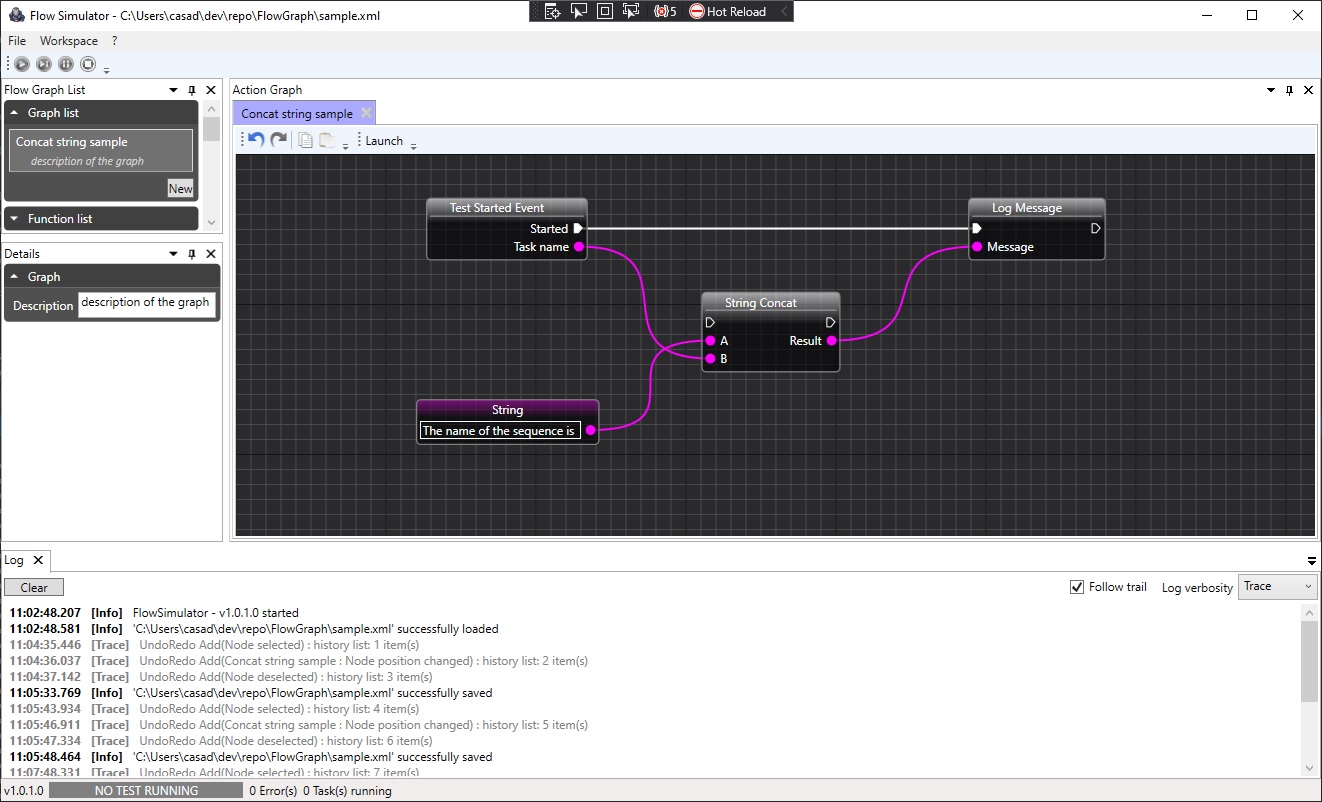 Flow Simulator - C:\Users\casad\dev\repo\FlowGraph\sample.xml
5 Hot Reload
File Workspace ?
Flow Graph List
Graph list
Concat string sample
description of the graph
New
Function list
Details
Graph
Description description of the graph
Action Graph
Concat string sample
Launch
Test Started Event
Started
Task name
Log Message
Message
String Concat
A Result
B
String
The name of the sequence is
Log
Clear Follow trail Log verbosity Trace
11:02:48.207 [Info] FlowSimulator - v1.0.1.0 started
11:02:48.581 [Info] 'C:\Users\casad\dev\repo\FlowGraph\sample.xml' successfully loaded
11:04:35.446 [Trace] UndoRedo Add(Node selected) : history list: 1 item(s)
11:04:36.037 [Trace] UndoRedo Add(Concat string sample : Node position changed) : history list: 2 item(s)
11:04:37.142 [Trace] UndoRedo Add(Node deselected) : history list: 3 item(s)
11:05:33.769 [Info] 'C:\Users\casad\dev\repo\FlowGraph\sample.xml' successfully saved
11:05:43.934 [Trace] UndoRedo Add(Node selected) : history list: 4 item(s)
11:05:46.911 [Trace] UndoRedo Add(Concat string sample : Node position changed) : history list: 5 item(s)
11:05:47.334 [Trace] UndoRedo Add(Node deselected) : history list: 6 item(s)
11:05:48.464 [Info] 'C:\Users\casad\dev\repo\FlowGraph\sample.xml' successfully saved
11:07:48.331 [Trace] UndoRedo Add(Node selected) : history list: 7 item(s)
v1.0.1.0 NO TEST RUNNING 0 Error(s) 0 Task(s) running